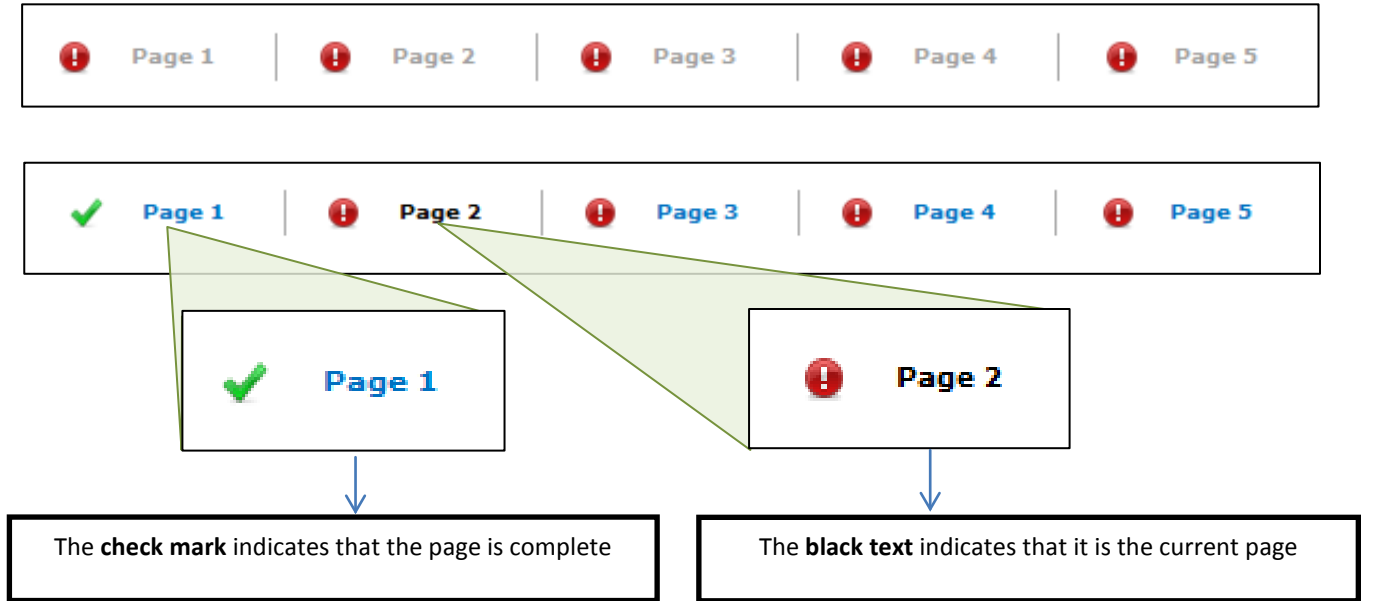 Page 1 Page 2 Page 3 Page 4 Page 5
Page 1 Page 2 Page 3 Page 4 Page 5
Page 1 Page 2
The check mark indicates that the page is complete
The black text indicates that it is the current page